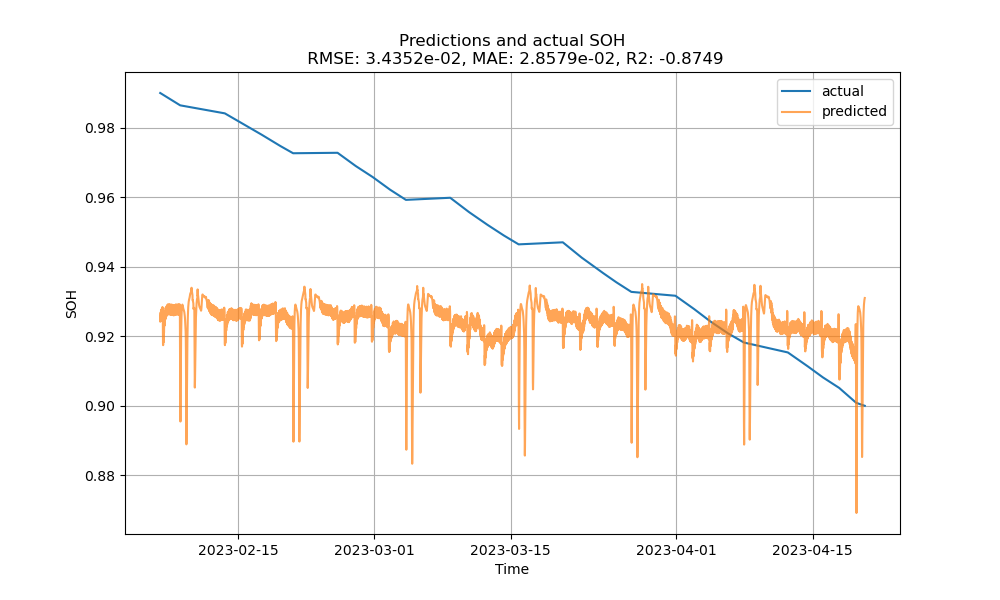 Predictions and actual SOH
RMSE: 3.4352e-02, MAE: 2.8579e-02, R2: -0.8749
actual
predicted
SOH
0.98
0.96
0.94
0.92
0.90
0.88
2023-02-15
2023-03-01
2023-03-15
2023-04-01
2023-04-15
Time